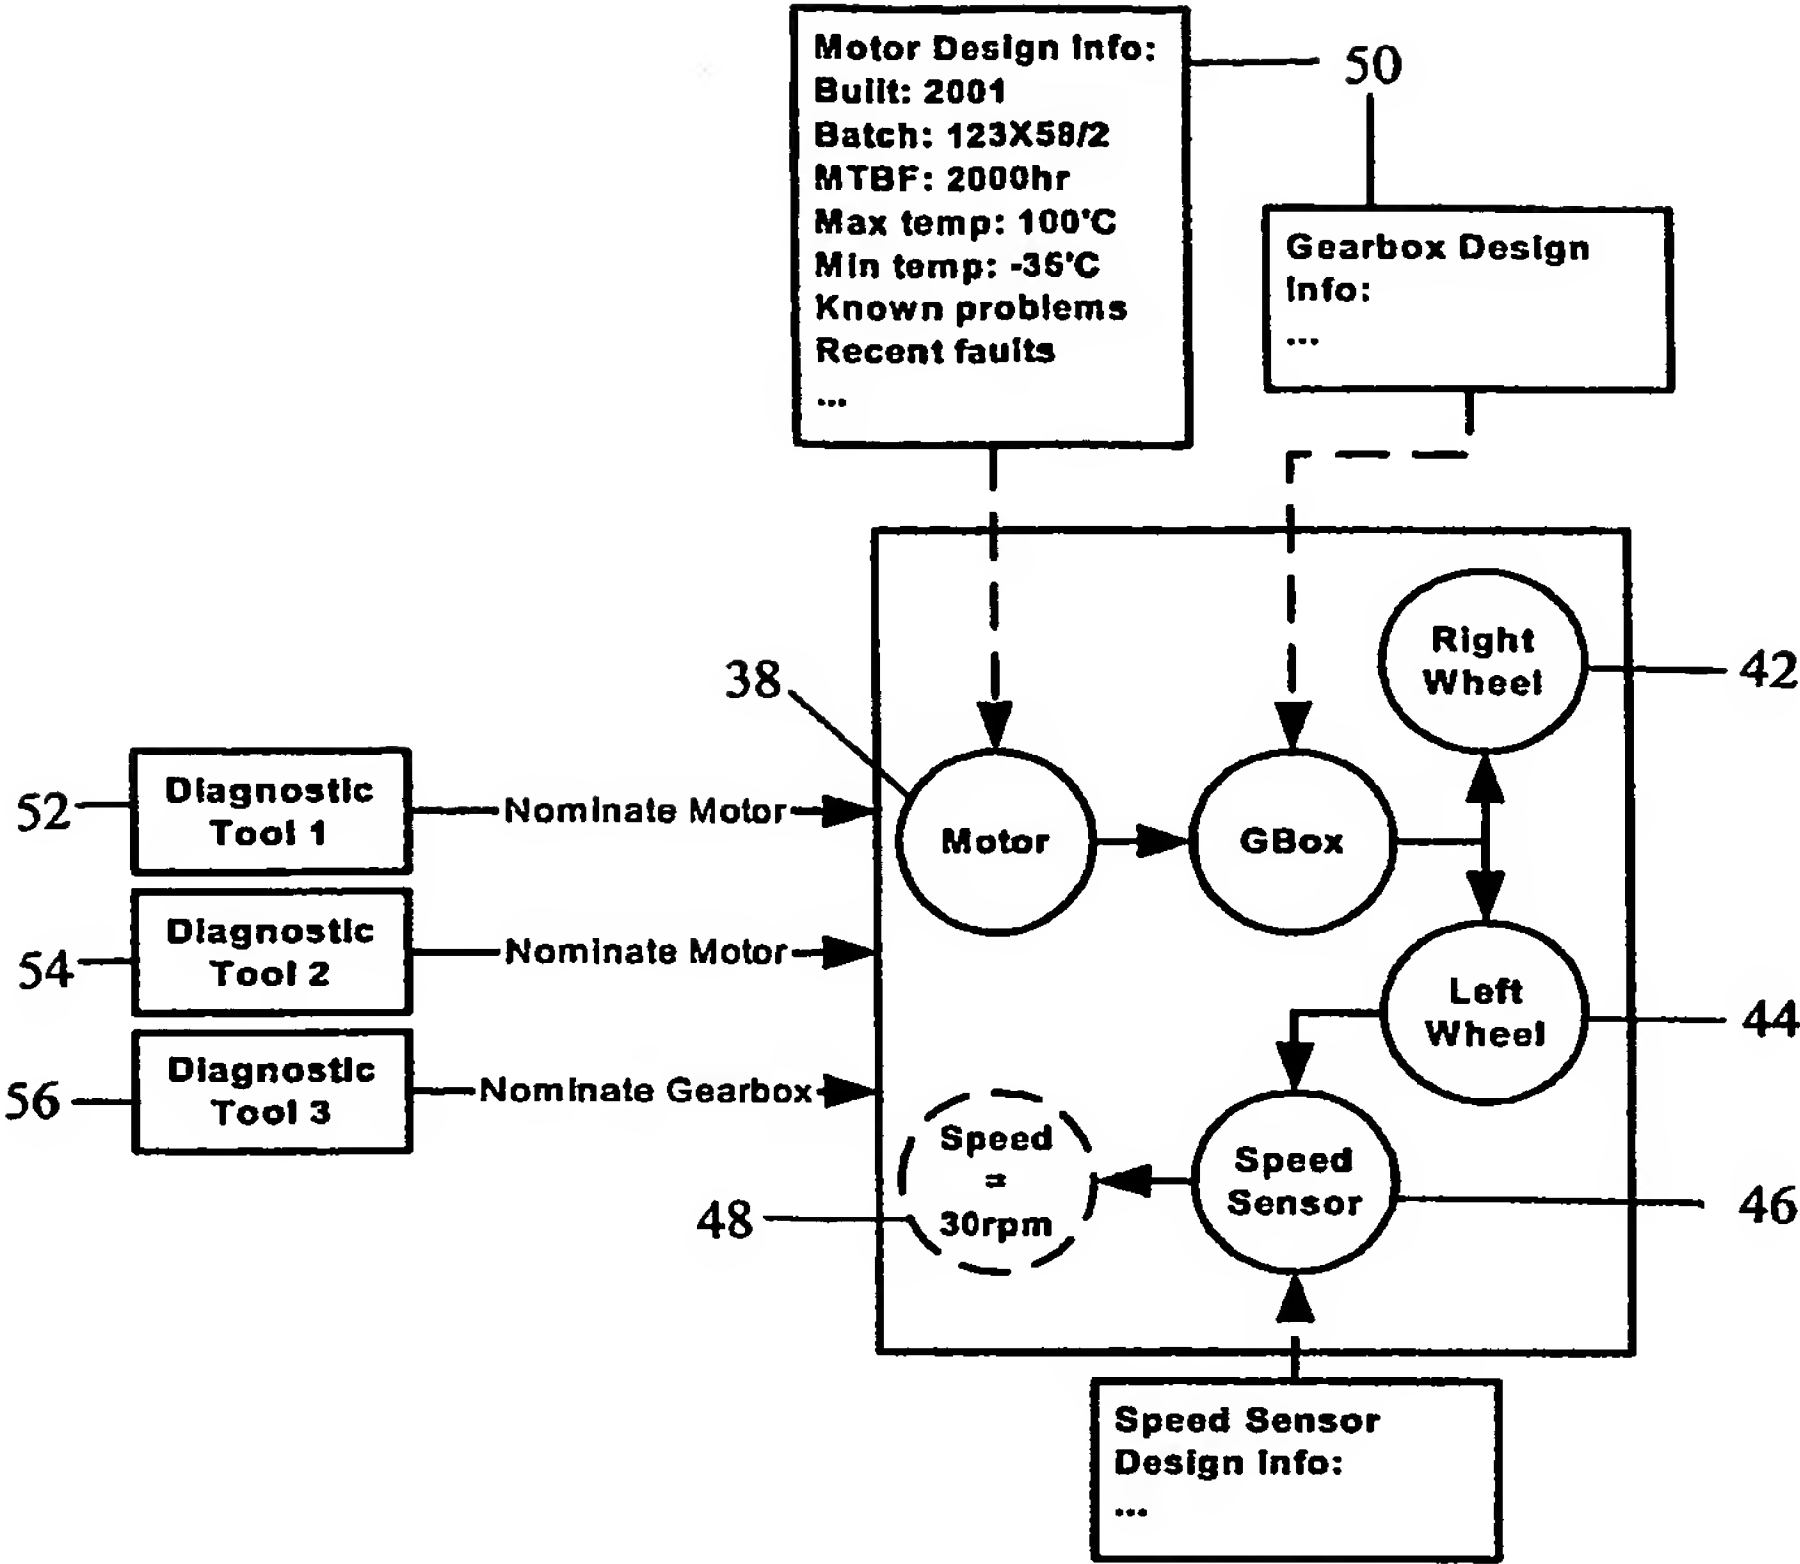 Motor Design Info:
Built: 2001
Batch: 123X58/2
MTBF: 2000hr
Max temp: 100'C
Min temp: -35'C
Known problems
Recent faults
...
50
Gearbox Design
Info:
...
38
Right
Wheel
42
52
Diagnostic
Tool 1
Nominate Motor
Motor
GBox
54
Diagnostic
Tool 2
Nominate Motor
Left
Wheel
44
56
Diagnostic
Tool 3
Nominate Gearbox
Speed
=
30rpm
48
Speed
Sensor
46
Speed Sensor
Design Info:
...